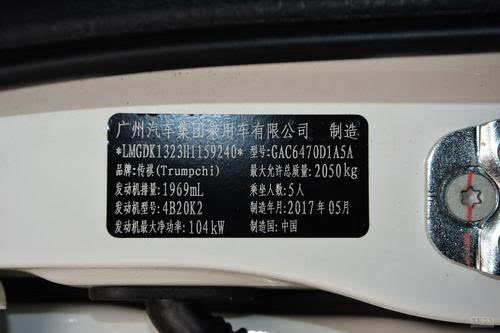 广州汽车集团乘用车有限公司 制造
*LMGDK1323H1159240* 型号:GAC6470D1A5A
品牌:传祺(Trumpchi) 最大允许总质量:2050kg
发动机排量:1969mL 乘坐人数:5人
发动机型号:4B20K2 制造年月:2017年05月
发动机最大净功率:104kW 制造国:中国